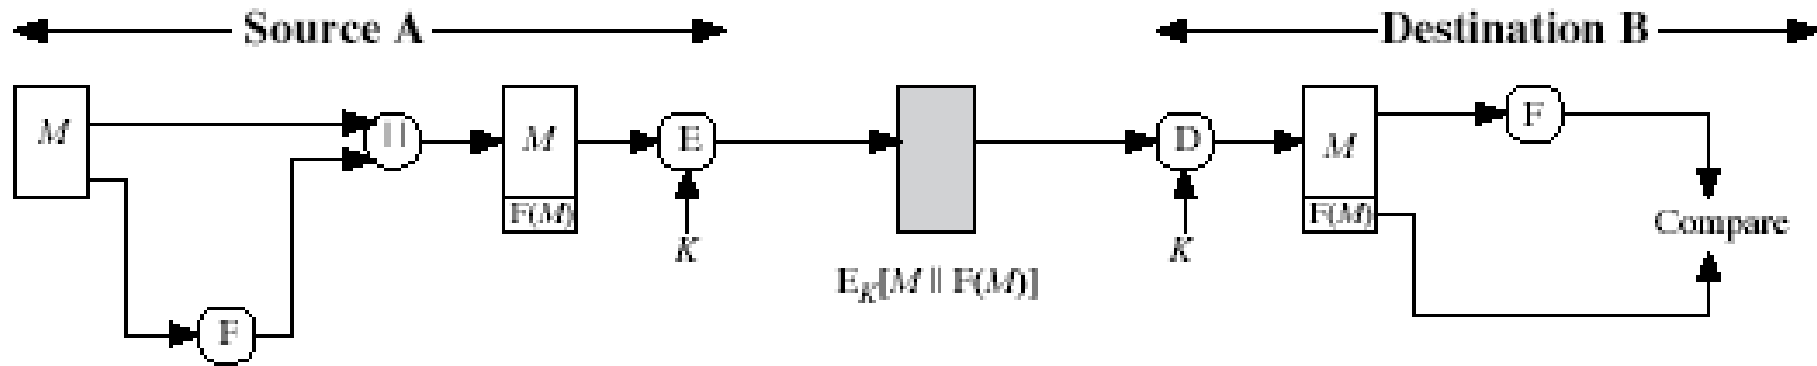 Source A
Destination B
M
||
M
F(M)
E
K
E_K[M || F(M)]
D
K
M
F(M)
F
Compare
F